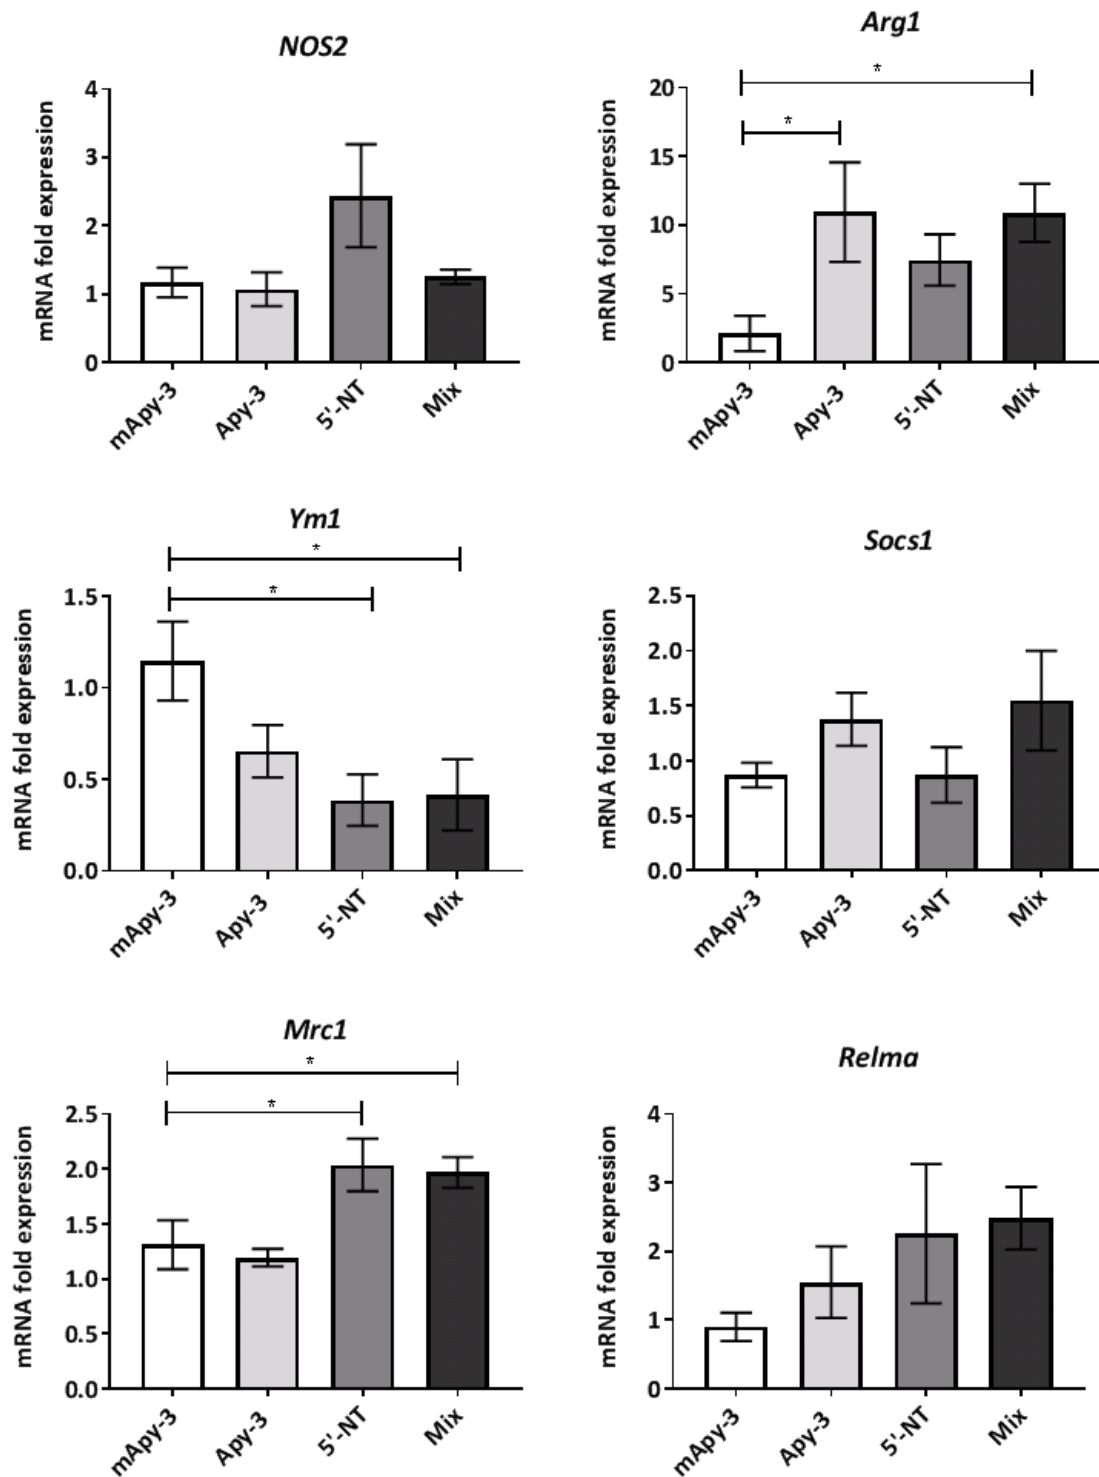 NOS2
mRNA fold expression
4
3
2
1
0
mApy-3
Apy-3
5'-NT
Mix
Arg1
*
*
mRNA fold expression
20
15
10
5
0
mApy-3
Apy-3
5'-NT
Mix
Ym1
*
*
mRNA fold expression
1.5
1.0
0.5
0.0
mApy-3
Apy-3
5'-NT
Mix
Socs1
mRNA fold expression
2.5
2.0
1.5
1.0
0.5
0.0
mApy-3
Apy-3
5'-NT
Mix
Mrc1
*
*
mRNA fold expression
2.5
2.0
1.5
1.0
0.5
0.0
mApy-3
Apy-3
5'-NT
Mix
Relma
mRNA fold expression
4
3
2
1
0
mApy-3
Apy-3
5'-NT
Mix